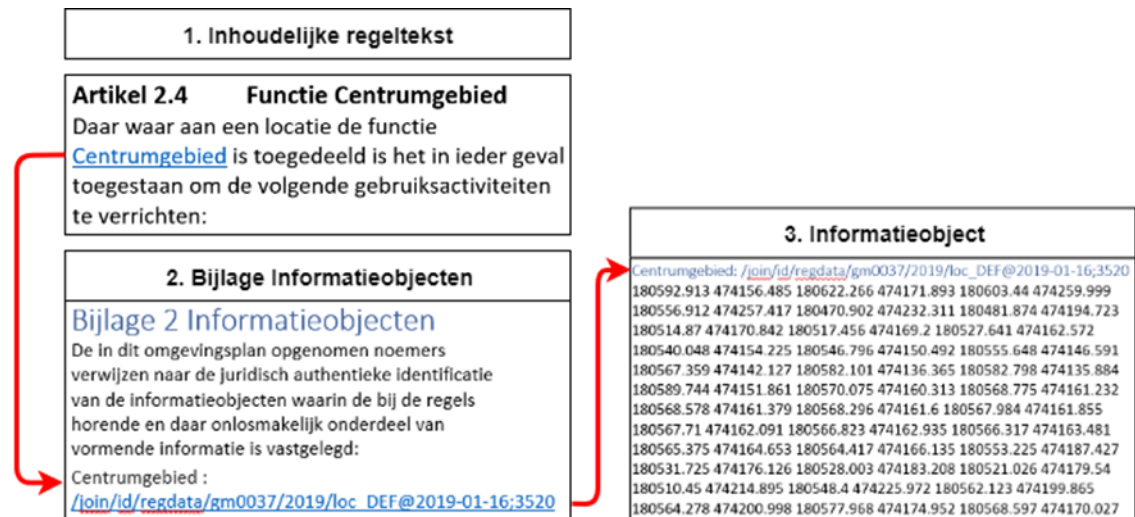 1. Inhoudelijke regeltekst
Artikel 2.4 Functie Centrumgebied
Daar waar aan een locatie de functie
Centrumgebied is toegedeeld is het in ieder geval
toegestaan om de volgende gebruiksactiviteiten
te verrichten:
2. Bijlage Informatieobjecten
Bijlage 2 Informatieobjecten
De in dit omgevingsplan opgenomen noemers
verwijzen naar de juridisch authentieke identificatie
van de informatieobjecten waarin de bij de regels
horende en daar onlosmakelijk onderdeel van
vormende informatie is vastgelegd:
Centrumgebied :
/join/id/regdata/gm0037/2019/loc_DEF@2019-01-16;3520
3. Informatieobject
Centrumgebied: /join/id/regdata/gm0037/2019/loc_DEF@2019-01-16;3520
180592.913 474156.485 180622.266 474171.893 180603.44 474259.999
180556.912 474257.417 180470.902 474232.311 180481.874 474194.723
180514.87 474170.842 180517.456 474169.2 180527.641 474162.572
180540.048 474154.225 180546.796 474150.492 180555.648 474146.591
180567.359 474142.127 180582.101 474136.365 180582.798 474135.884
180589.744 474151.861 180570.075 474160.313 180568.775 474161.232
180568.578 474161.379 180568.296 474161.6 180567.984 474161.855
180567.71 474162.091 180566.823 474162.935 180566.317 474163.481
180565.375 474164.653 180564.417 474166.135 180553.225 474187.427
180531.725 474176.126 180528.003 474183.208 180521.026 474179.54
180510.45 474214.895 180548.4 474225.972 180562.123 474199.865
180564.278 474200.998 180577.968 474174.952 180568.597 474170.027